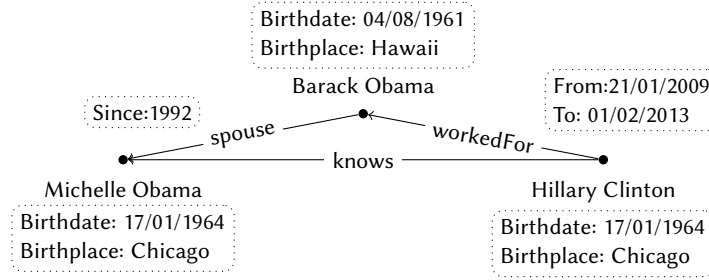 Birthdate: 04/08/1961
Birthplace: Hawaii
Barack Obama
From:21/01/2009
To: 01/02/2013
Since:1992
spouse
workedFor
knows
Michelle Obama
Hillary Clinton
Birthdate: 17/01/1964
Birthplace: Chicago
Birthdate: 17/01/1964
Birthplace: Chicago